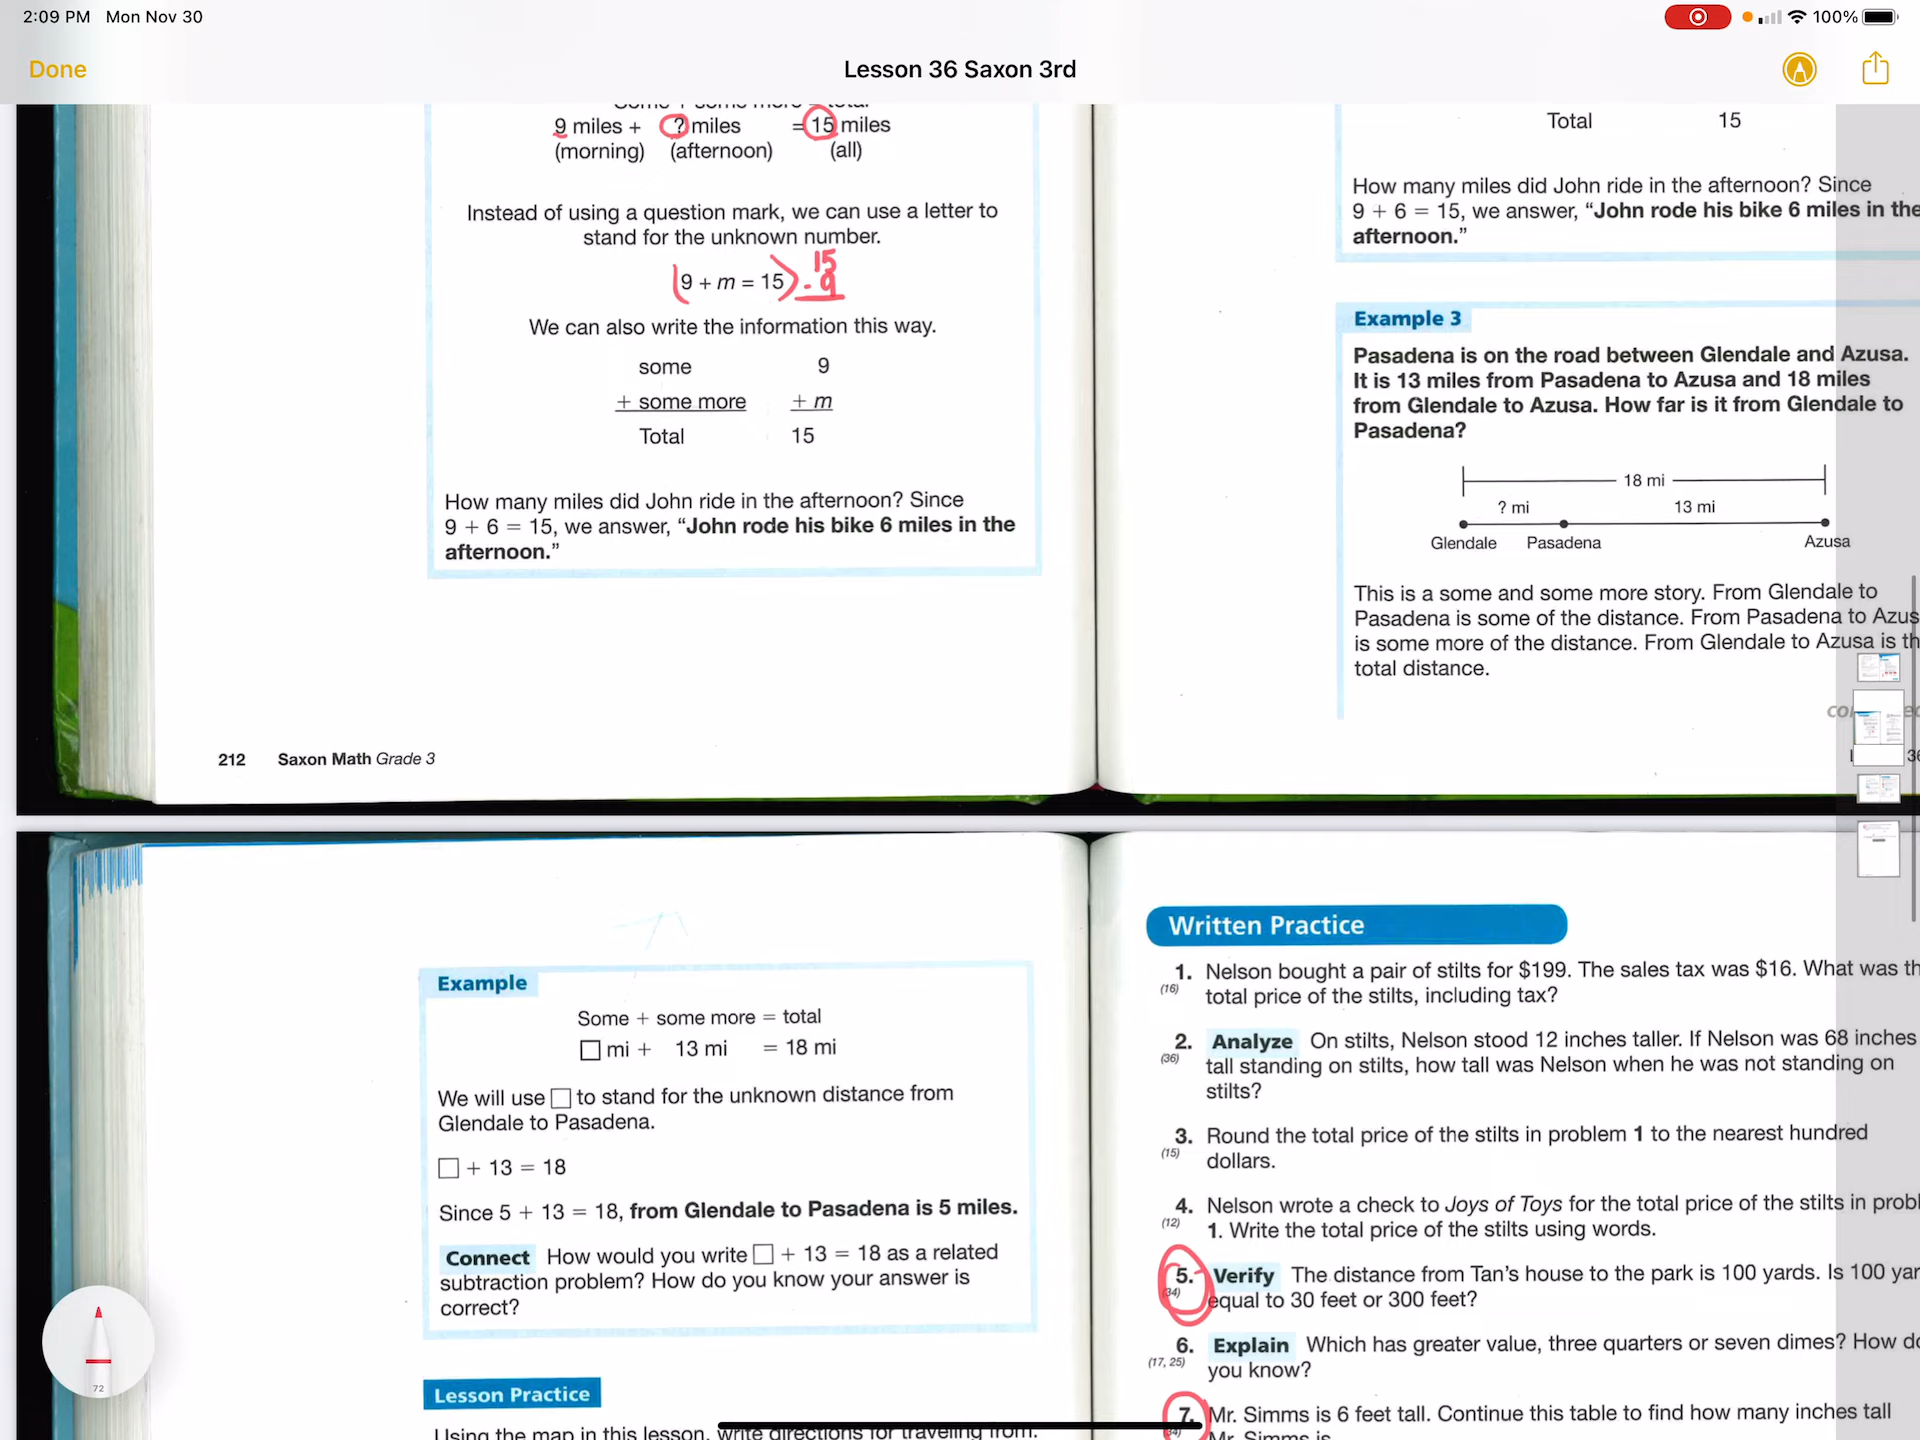 2:09 PM Mon Nov 30
100%
Done
Lesson 36 Saxon 3rd
9 miles + ? miles = 15 miles
(morning) (afternoon) (all)
Instead of using a question mark, we can use a letter to
stand for the unknown number.
9 + m = 15
15
- 9
We can also write the information this way.
some 9
+ some more + m
Total 15
How many miles did John ride in the afternoon? Since
9 + 6 = 15, we answer, “John rode his bike 6 miles in the
afternoon.”
212 Saxon Math Grade 3
Total 15
How many miles did John ride in the afternoon? Since
9 + 6 = 15, we answer, “John rode his bike 6 miles in the
afternoon.”
Example 3
Pasadena is on the road between Glendale and Azusa.
It is 13 miles from Pasadena to Azusa and 18 miles
from Glendale to Azusa. How far is it from Glendale to
Pasadena?
18 mi
? mi 13 mi
Glendale Pasadena Azusa
This is a some and some more story. From Glendale to
Pasadena is some of the distance. From Pasadena to Azus
is some more of the distance. From Glendale to Azusa is th
total distance.
Example
Some + some more = total
□ mi + 13 mi = 18 mi
We will use □ to stand for the unknown distance from
Glendale to Pasadena.
□ + 13 = 18
Since 5 + 13 = 18, from Glendale to Pasadena is 5 miles.
Connect How would you write □ + 13 = 18 as a related
subtraction problem? How do you know your answer is
correct?
Lesson Practice
Using the map in this lesson, write directions for traveling from:
Written Practice
1. Nelson bought a pair of stilts for $199. The sales tax was $16. What was th
(16) total price of the stilts, including tax?
2. Analyze On stilts, Nelson stood 12 inches taller. If Nelson was 68 inches
(36) tall standing on stilts, how tall was Nelson when he was not standing on
stilts?
3. Round the total price of the stilts in problem 1 to the nearest hundred
(15) dollars.
4. Nelson wrote a check to Joys of Toys for the total price of the stilts in probl
(12) 1. Write the total price of the stilts using words.
5. Verify The distance from Tan’s house to the park is 100 yards. Is 100 yar
(34) equal to 30 feet or 300 feet?
6. Explain Which has greater value, three quarters or seven dimes? How do
(17, 25) you know?
7. Mr. Simms is 6 feet tall. Continue this table to find how many inches tall
(34) Mr. Simms is
72